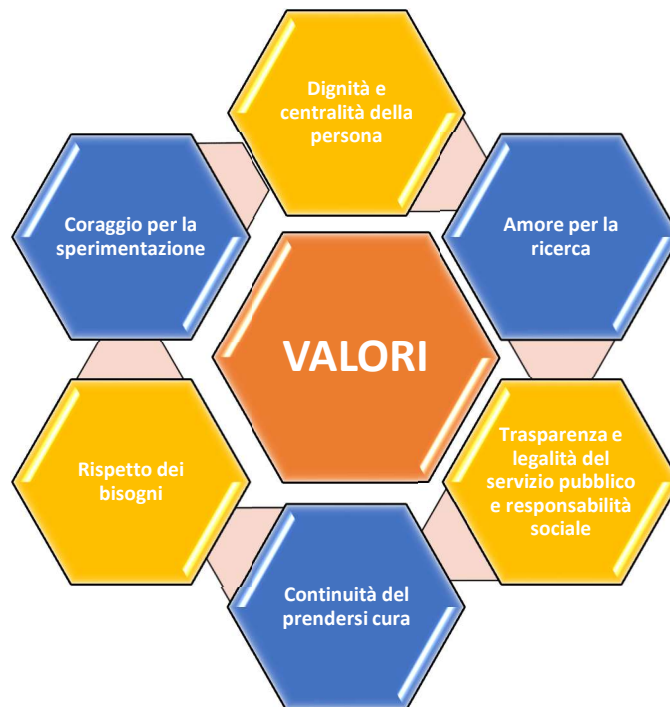 Dignità e
centralità della
persona
Amore per la
ricerca
Trasparenza e
legalità del
servizio pubblico
e responsabilità
sociale
Continuità del
prendersi cura
Rispetto dei
bisogni
Coraggio per la
sperimentazione
VALORI